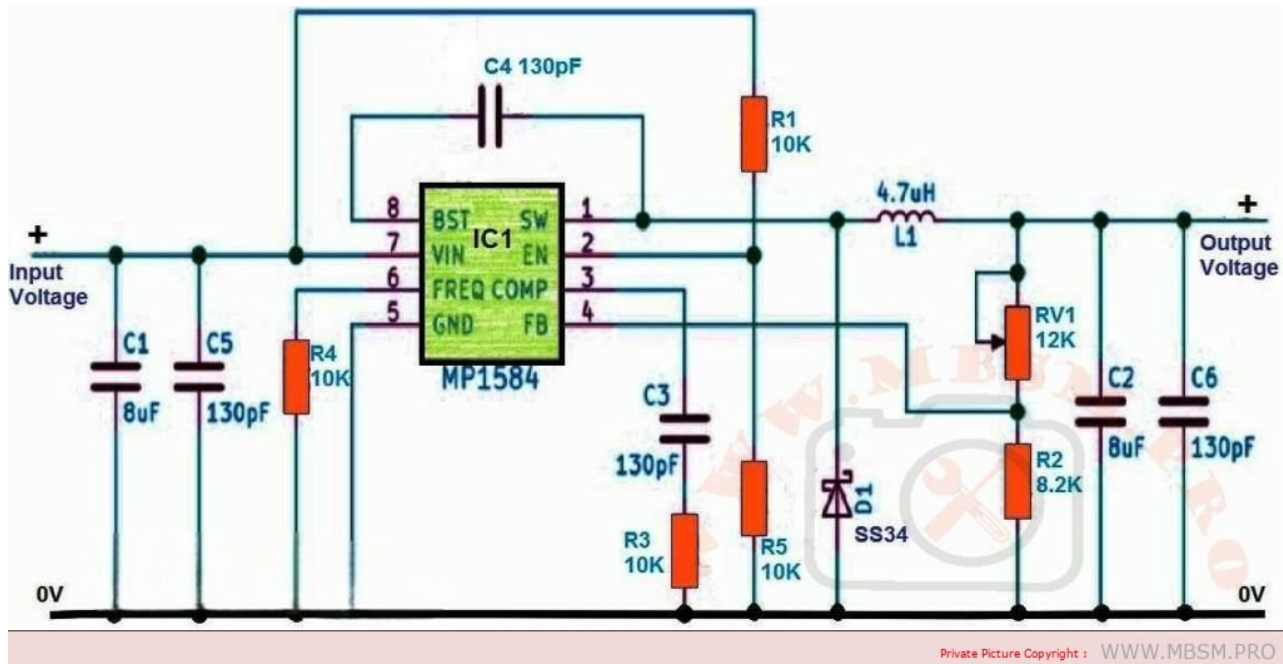 C4 130pF
R1
10K
8
BST
SW
1
IC1
7
VIN
EN
2
6
FREQ
COMP
3
5
GND
FB
4
MP1584
+
Input
Voltage
4.7uH
L1
+
Output
Voltage
C1
8uF
C5
130pF
R4
10K
C3
130pF
R3
10K
R5
10K
D1
SS34
RV1
12K
R2
8.2K
C2
8uF
C6
130pF
WWW.MBSM.PRO
0V
0V
Private Picture Copyright : WWW.MBSM.PRO